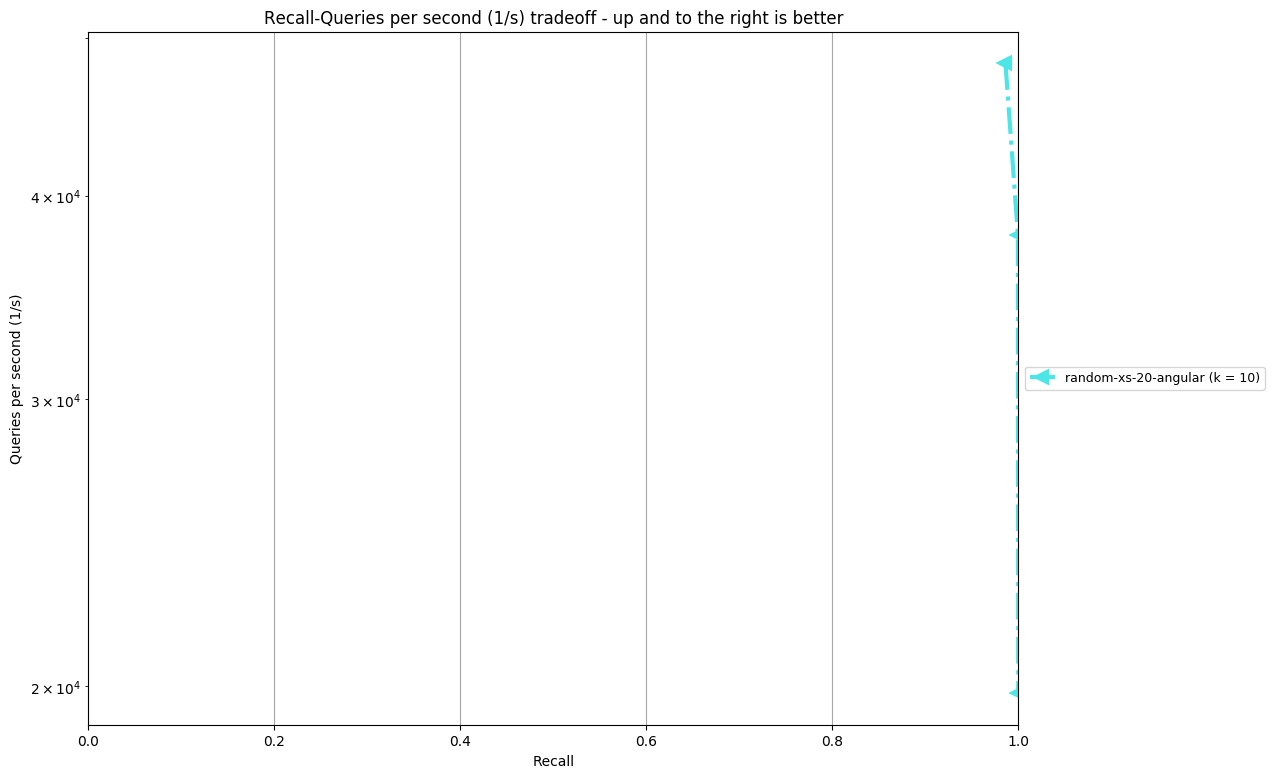 Recall-Queries per second (1/s) tradeoff - up and to the right is better
Queries per second (1/s)
4 × 10⁴
3 × 10⁴
2 × 10⁴
0.0 0.2 0.4 0.6 0.8 1.0
Recall
random-xs-20-angular (k = 10)